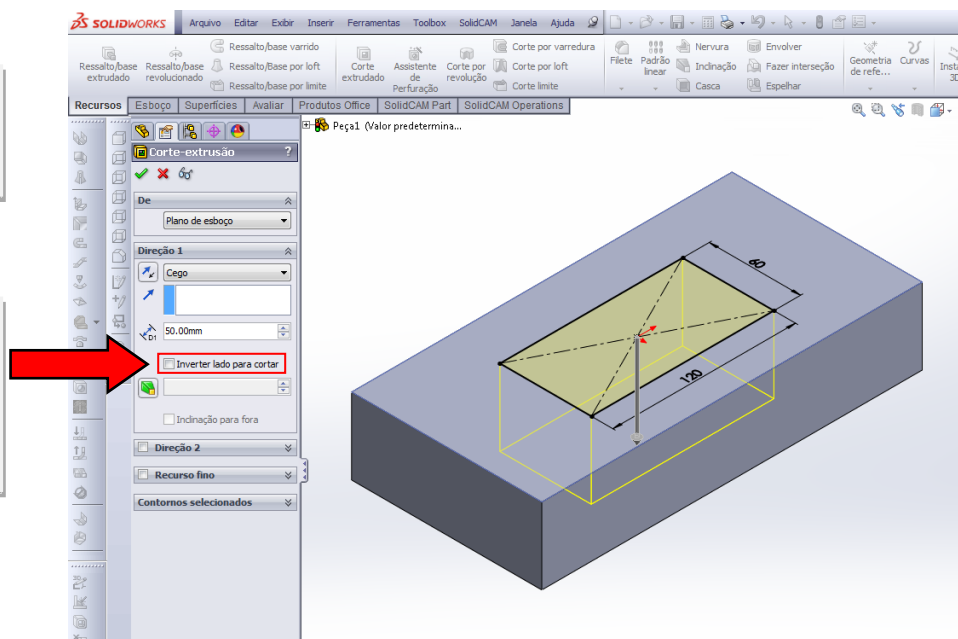 SOLIDWORKS Arquivo Editar Exibir Inserir Ferramentas Toolbox SolidCAM Janela Ajuda
Ressalto/base extrudado
Ressalto/base revolucionado
Ressalto/base varrido
Ressalto/base por loft
Ressalto/base por limite
Corte extrudado
Assistente de Perfuração
Corte por revolução
Corte por varredura
Corte por loft
Corte limite
Filete
Padrão linear
Nervura
Inclinação
Casca
Envolver
Fazer interseção
Espelhar
Geometria de refe...
Curvas
Recursos Esboço Superfícies Avaliar Produtos Office SolidCAM Part SolidCAM Operations
Peça1 (Valor predetermina...
Corte-extrusão ?
De
Plano de esboço
Direção 1
Cego
D1 50.00mm
Inverter lado para cortar
Inclinação para fora
Direção 2
Recurso fino
Contornos selecionados
60
120